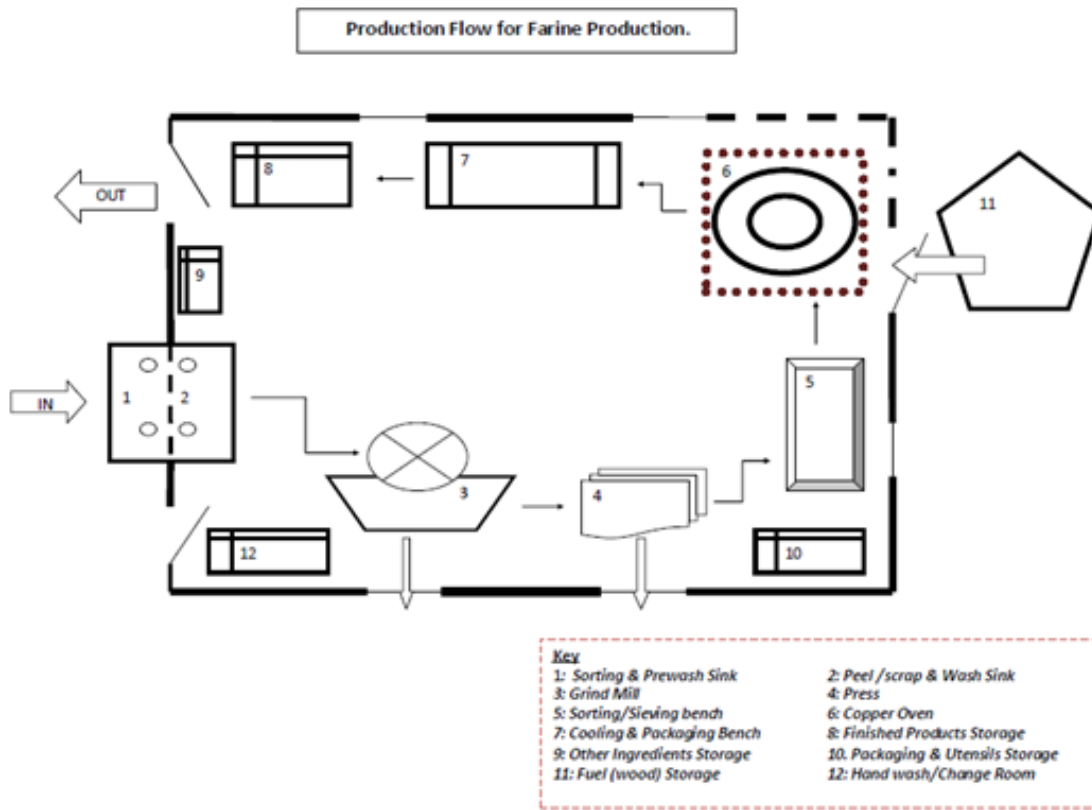 Production Flow for Farine Production.
8
7
6
11
OUT
9
1
2
5
IN
3
4
12
10
Key
1: Sorting & Prewash Sink 2: Peel /scrap & Wash Sink
3: Grind Mill 4: Press
5: Sorting/Sieving bench 6: Copper Oven
7: Cooling & Packaging Bench 8: Finished Products Storage
9: Other Ingredients Storage 10. Packaging & Utensils Storage
11: Fuel (wood) Storage 12: Hand wash/Change Room